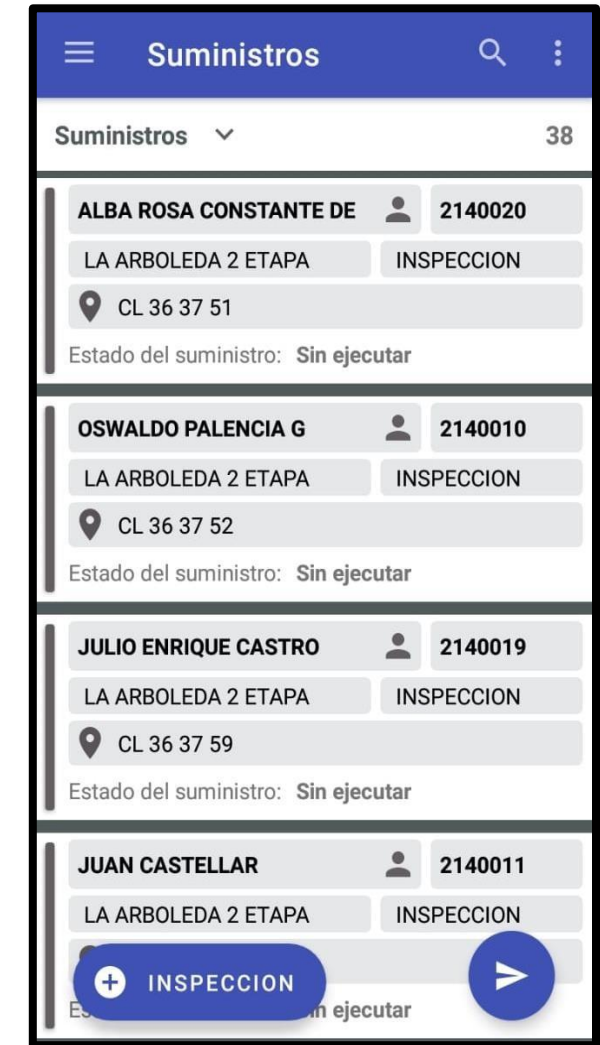 Suministros
Suministros 38
ALBA ROSA CONSTANTE DE 2140020
LA ARBOLEDA 2 ETAPA INSPECCION
CL 36 37 51
Estado del suministro: Sin ejecutar
OSWALDO PALENCIA G 2140010
LA ARBOLEDA 2 ETAPA INSPECCION
CL 36 37 52
Estado del suministro: Sin ejecutar
JULIO ENRIQUE CASTRO 2140019
LA ARBOLEDA 2 ETAPA INSPECCION
CL 36 37 59
Estado del suministro: Sin ejecutar
JUAN CASTELLAR 2140011
LA ARBOLEDA 2 ETAPA INSPECCION
INSPECCION
ejecutar